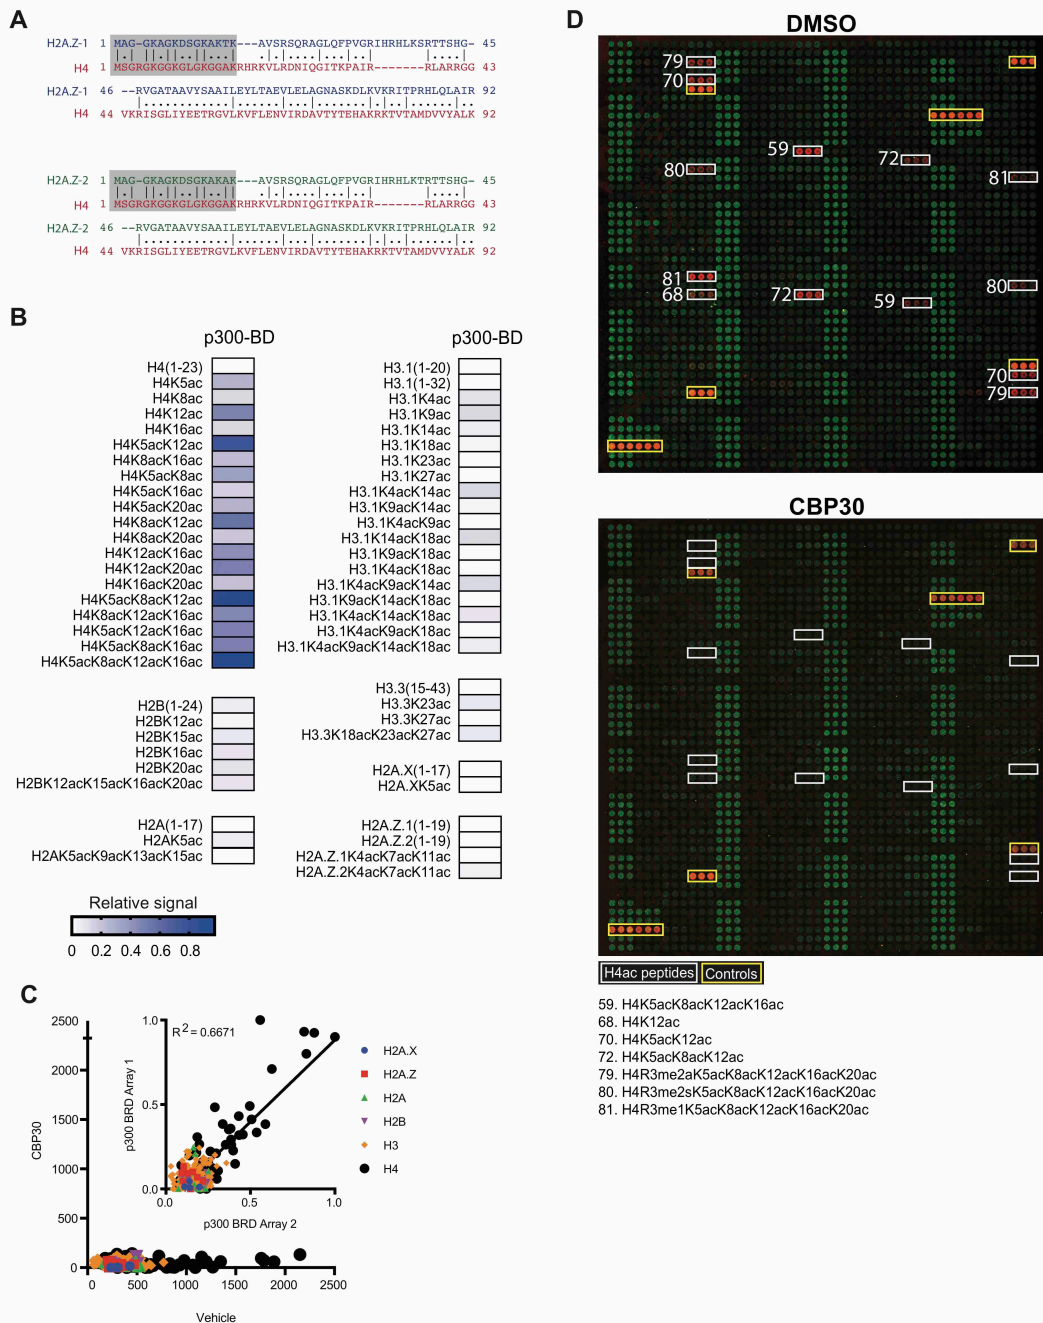 A
H2A.Z-1 1 MAG-GKAGKDSGKAKTK---AVSRSQRAGLQFPVGRIHRHLKSRTTSHG- 45
H4 1 MSGRGKGGKGLGKGGAKRHRKVLRDNIQGITKPAIR-------RLARRGG 43
H2A.Z-1 46 --RVGATAAVYSAAILEYLTAEVLELAGNASKDLKVKRITPRHLQLAIR 92
H4 44 VKRISGLIYEETRGVLKVFLENVIRDAVTYTEHAKRKTVTAMDVVYALK 92
H2A.Z-2 1 MAG-GKAGKDSGKAKAK---AVSRSQRAGLQFPVGRIHRHLKTRTTSHG- 45
H4 1 MSGRGKGGKGLGKGGAKRHRKVLRDNIQGITKPAIR-------RLARRGG 43
H2A.Z-2 46 --RVGATAAVYSAAILEYLTAEVLELAGNASKDLKVKRITPRHLQLAIR 92
H4 44 VKRISGLIYEETRGVLKVFLENVIRDAVTYTEHAKRKTVTAMDVVYALK 92
B
p300-BD
H4(1-23)
H4K5ac
H4K8ac
H4K12ac
H4K16ac
H4K5acK12ac
H4K8acK16ac
H4K5acK8ac
H4K5acK16ac
H4K5acK20ac
H4K8acK12ac
H4K8acK20ac
H4K12acK16ac
H4K12acK20ac
H4K16acK20ac
H4K5acK8acK12ac
H4K8acK12acK16ac
H4K5acK12acK16ac
H4K5acK8acK16ac
H4K5acK8acK12acK16ac
H2B(1-24)
H2BK12ac
H2BK15ac
H2BK16ac
H2BK20ac
H2BK12acK15acK16acK20ac
H2A(1-17)
H2AK5ac
H2AK5acK9acK13acK15ac
Relative signal
0 0.2 0.4 0.6 0.8
p300-BD
H3.1(1-20)
H3.1(1-32)
H3.1K4ac
H3.1K9ac
H3.1K14ac
H3.1K18ac
H3.1K23ac
H3.1K27ac
H3.1K4acK14ac
H3.1K9acK14ac
H3.1K4acK9ac
H3.1K14acK18ac
H3.1K9acK18ac
H3.1K4acK18ac
H3.1K4acK9acK14ac
H3.1K9acK14acK18ac
H3.1K4acK14acK18ac
H3.1K4acK9acK18ac
H3.1K4acK9acK14acK18ac
H3.3(15-43)
H3.3K23ac
H3.3K27ac
H3.3K18acK23acK27ac
H2A.X(1-17)
H2A.XK5ac
H2A.Z.1(1-19)
H2A.Z.2(1-19)
H2A.Z.1K4acK7acK11ac
H2A.Z.2K4acK7acK11ac
C
CBP30
2500
2000
1500
1000
500
0
0 500 1000 1500 2000 2500
Vehicle
p300 BRD Array 1
1.0
0.5
0.0
R2 = 0.6671
0.0 0.5 1.0
p300 BRD Array 2
H2A.X
H2A.Z
H2A
H2B
H3
H4
D
DMSO
79
70
59
72
80
81
81
68
72
59
80
70
79
CBP30
H4ac peptides Controls
59. H4K5acK8acK12acK16ac
68. H4K12ac
70. H4K5acK12ac
72. H4K5acK8acK12ac
79. H4R3me2aK5acK8acK12acK16acK20ac
80. H4R3me2sK5acK8acK12acK16acK20ac
81. H4R3me1K5acK8acK12acK16acK20ac